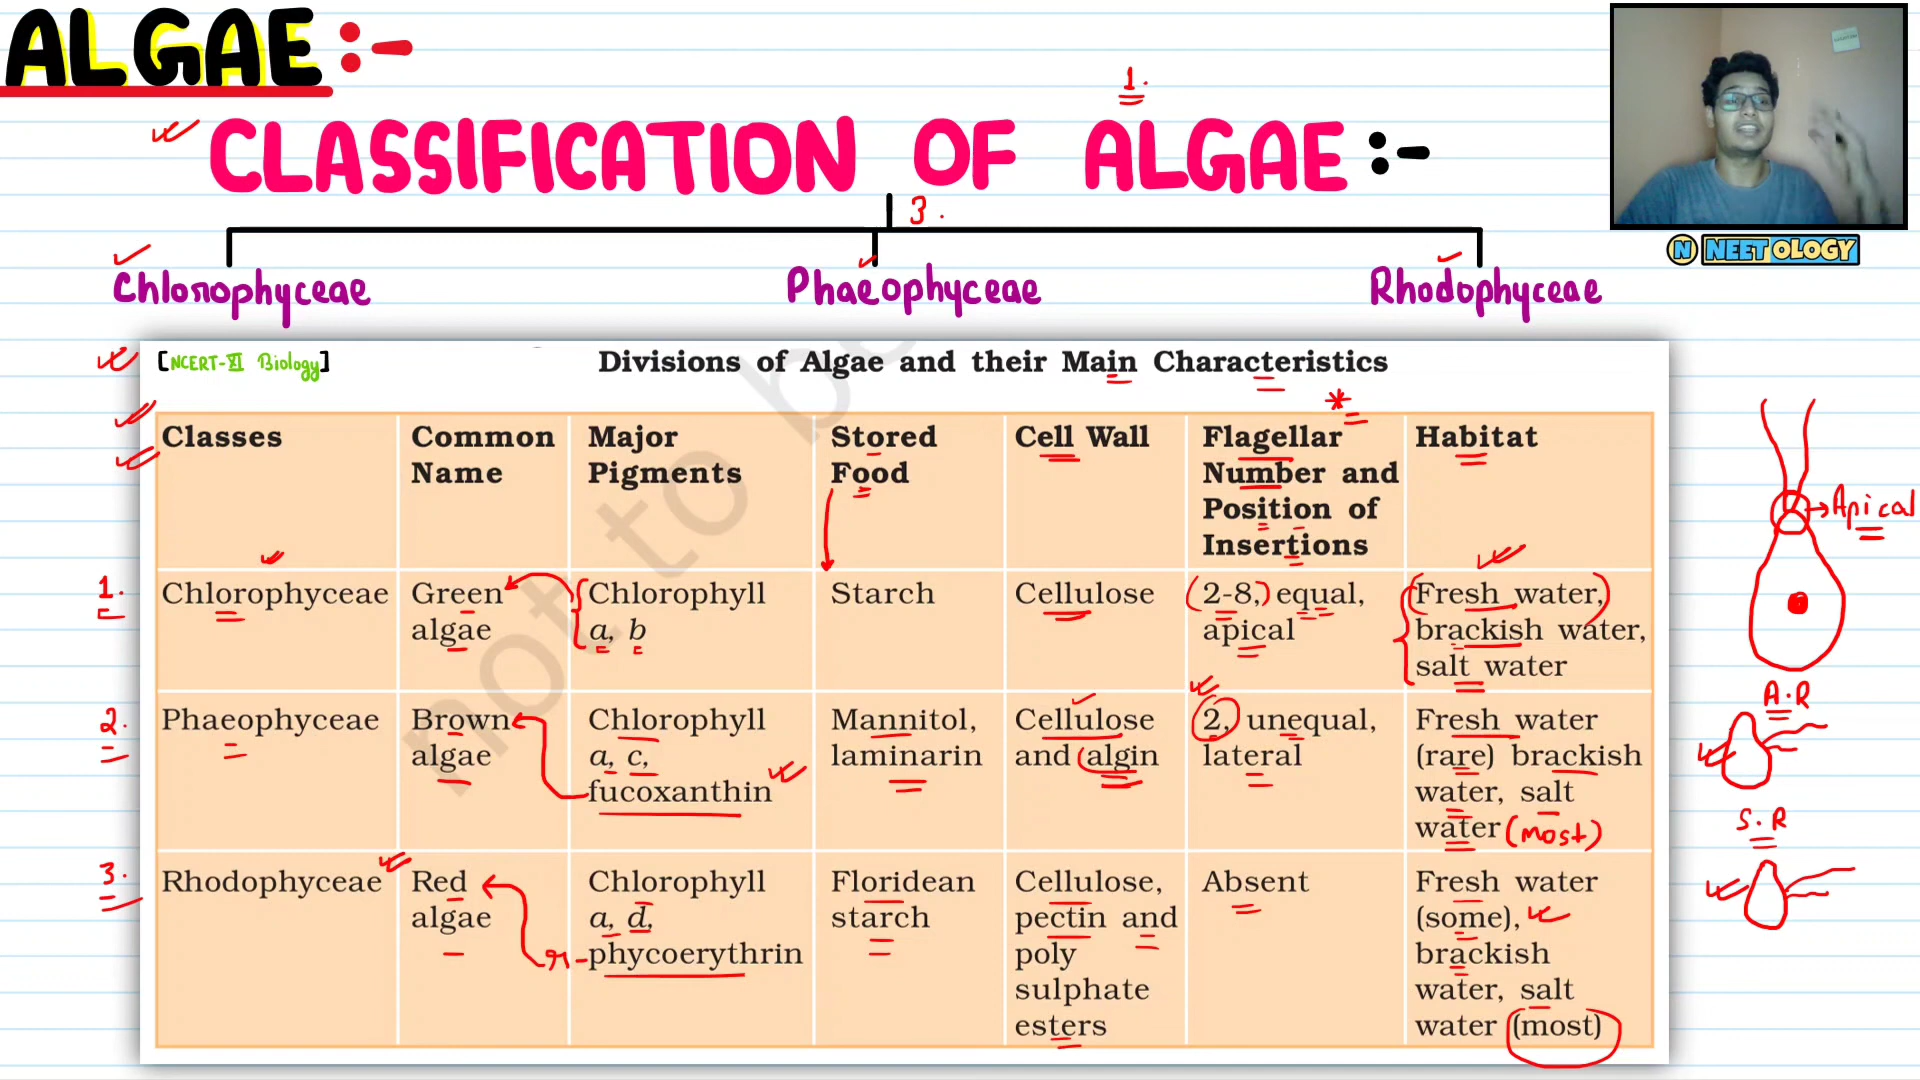 ALGAE:-
1.
CLASSIFICATION OF ALGAE:-
3.
Chlorophyceae Phaeophyceae Rhodophyceae
N NEETOLOGY
[NCERT-XI Biology]
Divisions of Algae and their Main Characteristics
*
Classes
Common
Name
Major
Pigments
Stored
Food
Cell Wall
Flagellar
Number and
Position of
Insertions
Habitat
1.
Chlorophyceae
Green
algae
Chlorophyll
a, b
Starch
Cellulose
(2-8,) equal,
apical
Fresh water,)
brackish water,
salt water
2.
Phaeophyceae
Brown
algae
Chlorophyll
a, c,
fucoxanthin
Mannitol,
laminarin
Cellulose
and (algin
2, unequal,
lateral
Fresh water
(rare) brackish
water, salt
water (most)
3.
Rhodophyceae
Red
algae
Chlorophyll
a, d,
r-phycoerythrin
Floridean
starch
Cellulose,
pectin and
poly
sulphate
esters
Absent
Fresh water
(some),
brackish
water, salt
water (most)
Apical
A.R
S.R
not to be